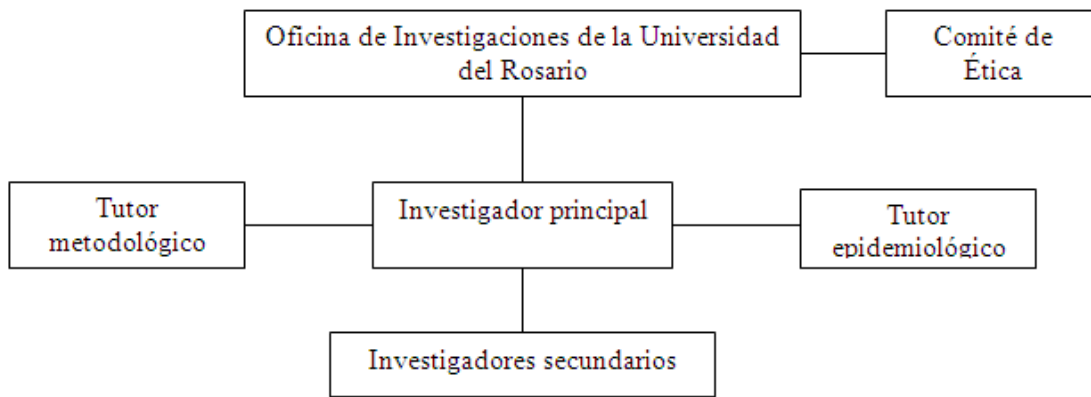 Oficina de Investigaciones de la Universidad
del Rosario
Comité de
Ética
Tutor
metodológico
Investigador principal
Tutor
epidemiológico
Investigadores secundarios